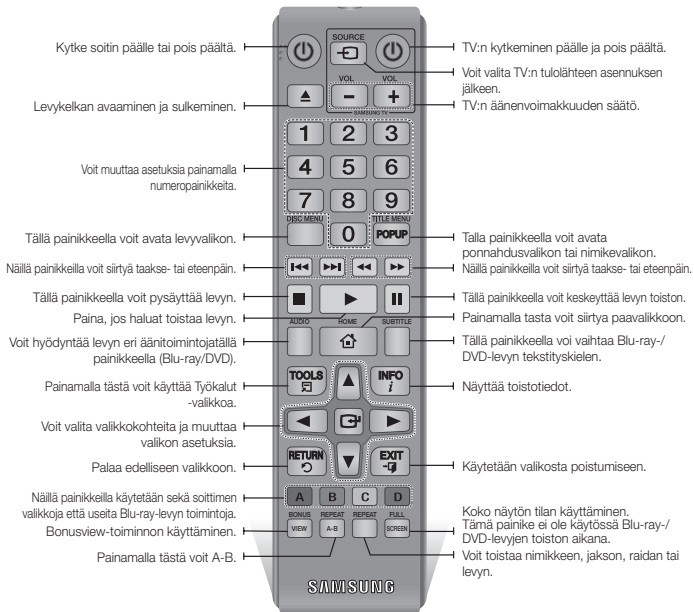 Kytke soitin päälle tai pois päältä.
SOURCE
TV:n kytkeminen päälle ja pois päältä.
Voit valita TV:n tulolähteen asennuksen
jälkeen.
VOL
VOL
Levykelkan avaaminen ja sulkeminen.
TV:n äänenvoimakkuuden säätö.
SAMSUNG TV
1 2 3
4 5 6
Voit muuttaa asetuksia painamalla
numeropainikkeita.
7 8 9
DISC MENU
TITLE MENU
0
POPUP
Tällä painikkeella voit avata levyvalikon.
Talla painikkeella voit avata
ponnahdusvalikon tai nimikevalikon.
Näillä painikkeilla voit siirtyä taakse- tai eteenpäin.
Näillä painikkeilla voit siirtyä taakse- tai eteenpäin.
Tällä painikkeella voit pysäyttää levyn.
Tällä painikkeella voit keskeyttää levyn toiston.
Paina, jos haluat toistaa levyn.
Painamalla tasta voit siirtya paavalikkoon.
AUDIO
HOME
SUBTITLE
Voit hyödyntää levyn eri äänitoimintojatällä
painikkeella (Blu-ray/DVD).
Tällä painikkeella voi vaihtaa Blu-ray-/
DVD-levyn tekstityskielen.
TOOLS
INFO
i
Painamalla tästä voit käyttää Työkalut
-valikkoa.
Näyttää toistotiedot.
Voit valita valikkokohteita ja muuttaa
valikon asetuksia.
RETURN
EXIT
Palaa edelliseen valikkoon.
Käytetään valikosta poistumiseen.
A B C D
Näillä painikkeilla käytetään sekä soittimen
valikkoja että useita Blu-ray-levyn toimintoja.
BONUS
REPEAT
REPEAT
FULL
VIEW
A-B
SCREEN
Bonusview-toiminnon käyttäminen.
Koko näytön tilan käyttäminen.
Tämä painike ei ole käytössä Blu-ray-/
DVD-levyjen toiston aikana.
Painamalla tästä voit A-B.
Voit toistaa nimikkeen, jakson, raidan tai
levyn.
SAMSUNG